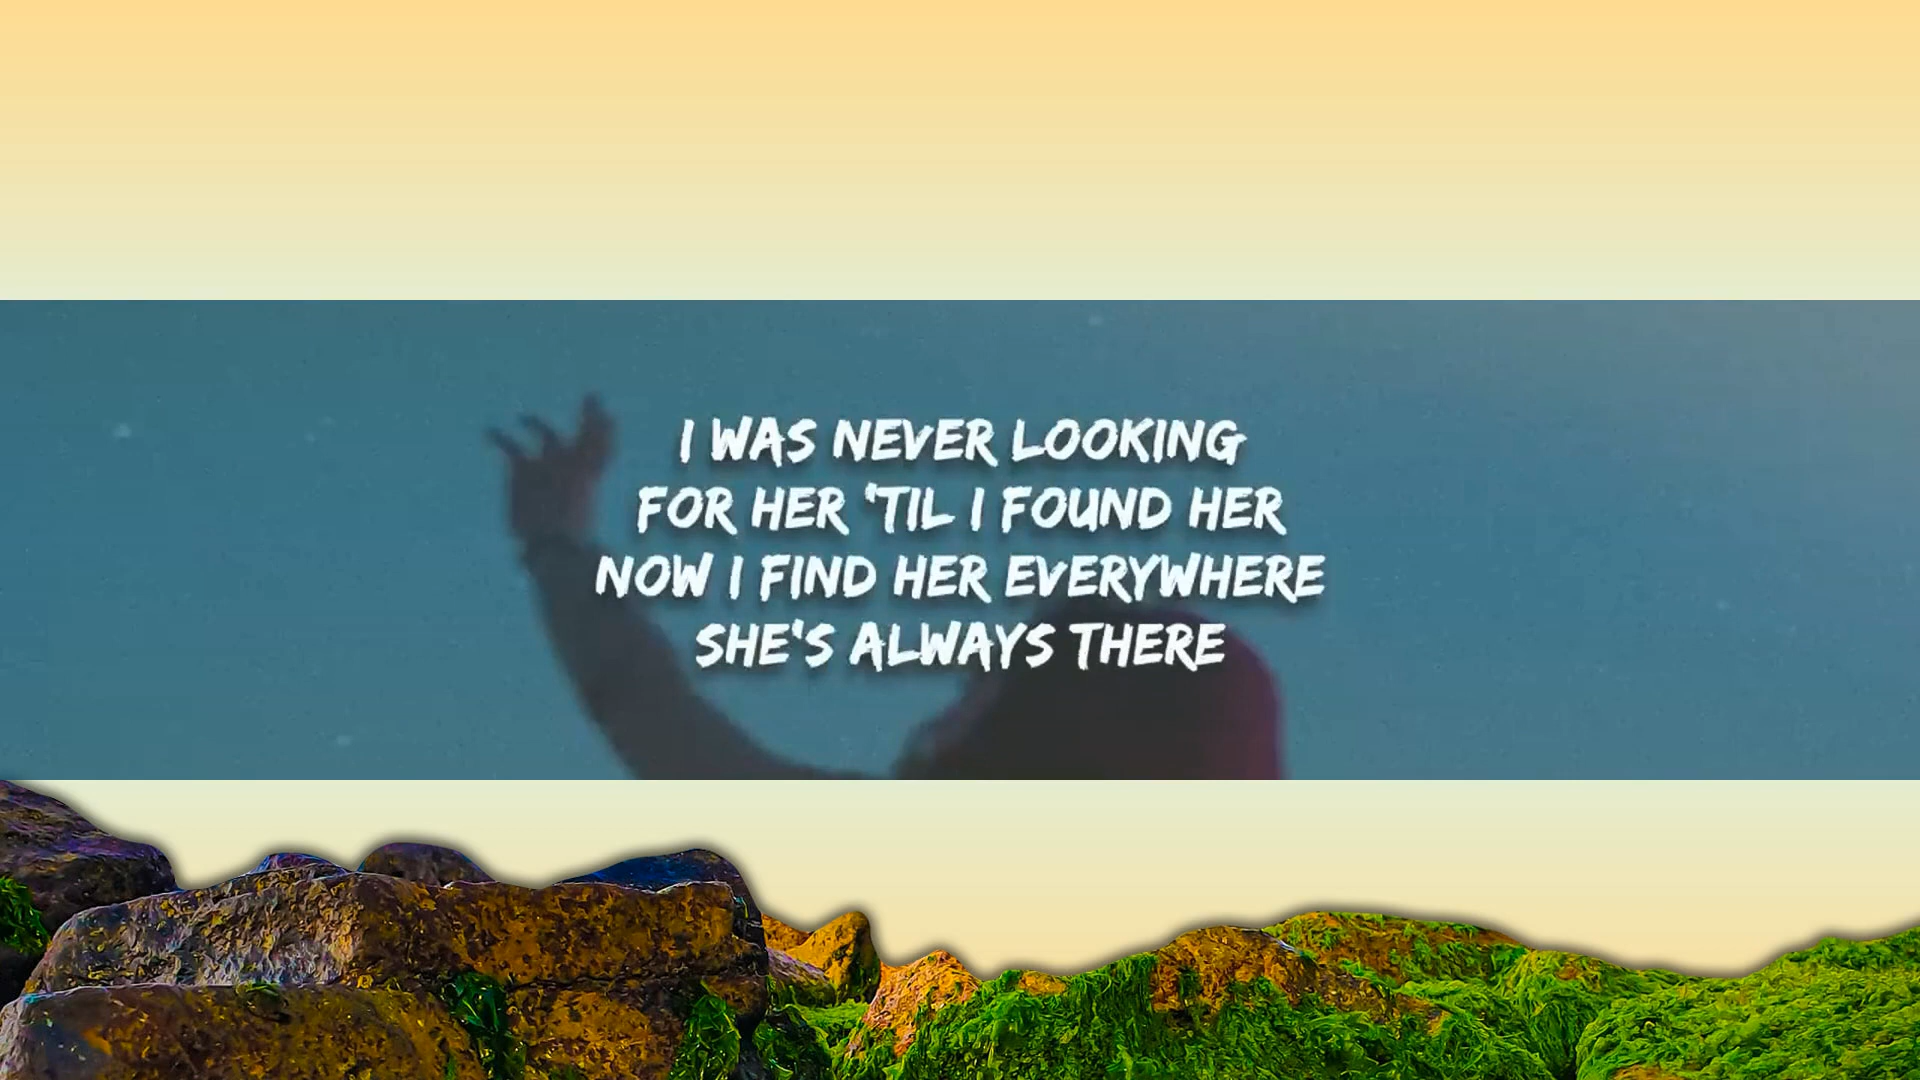 I WAS NEVER LOOKING
FOR HER 'TIL I FOUND HER
NOW I FIND HER EVERYWHERE
SHE'S ALWAYS THERE